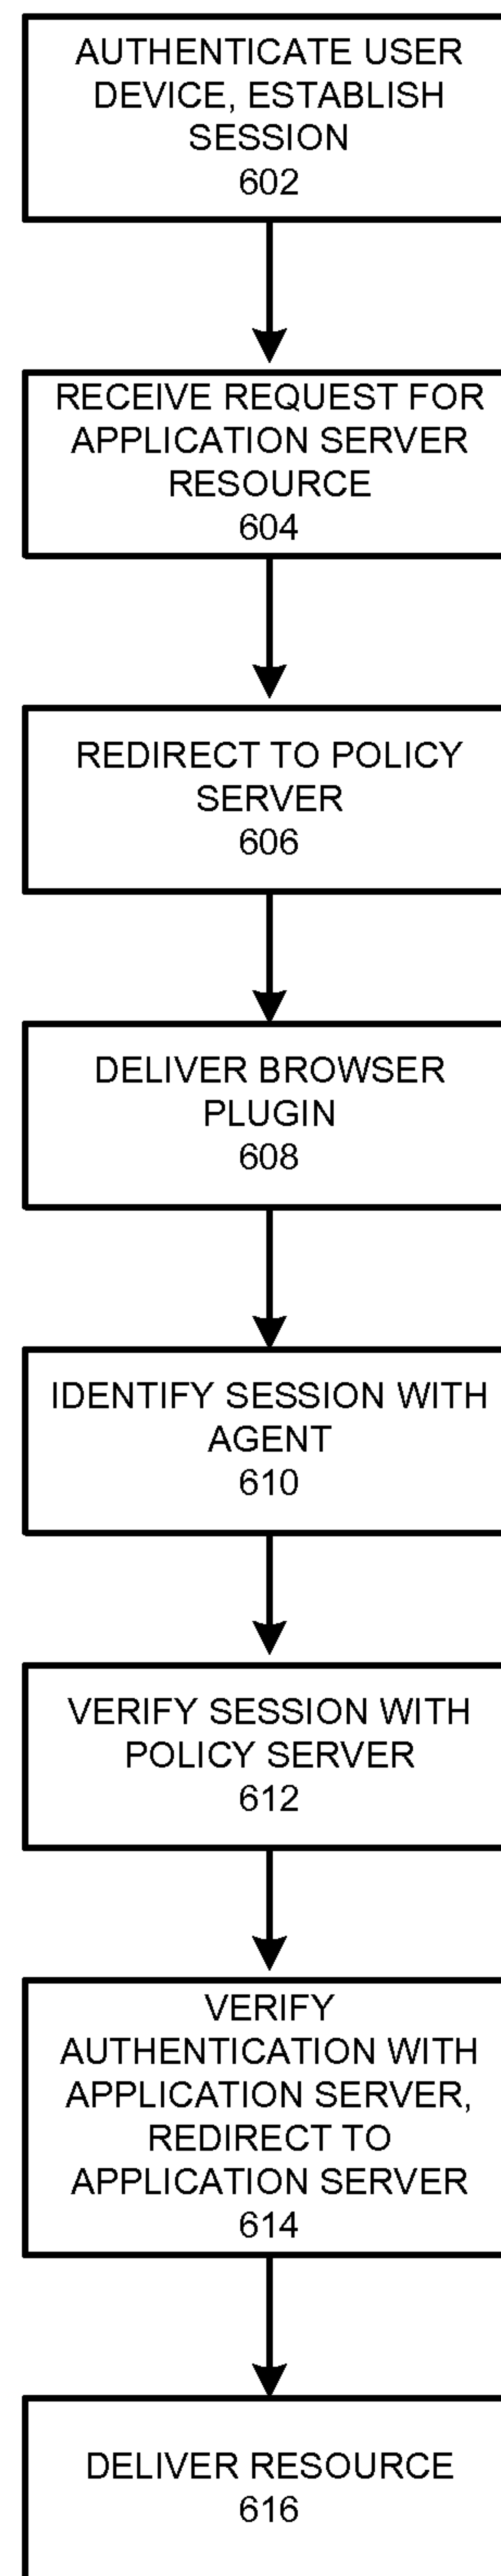 AUTHENTICATE USER
DEVICE, ESTABLISH
SESSION
602
RECEIVE REQUEST FOR
APPLICATION SERVER
RESOURCE
604
REDIRECT TO POLICY
SERVER
606
DELIVER BROWSER
PLUGIN
608
IDENTIFY SESSION WITH
AGENT
610
VERIFY SESSION WITH
POLICY SERVER
612
VERIFY
AUTHENTICATION WITH
APPLICATION SERVER,
REDIRECT TO
APPLICATION SERVER
614
DELIVER RESOURCE
616